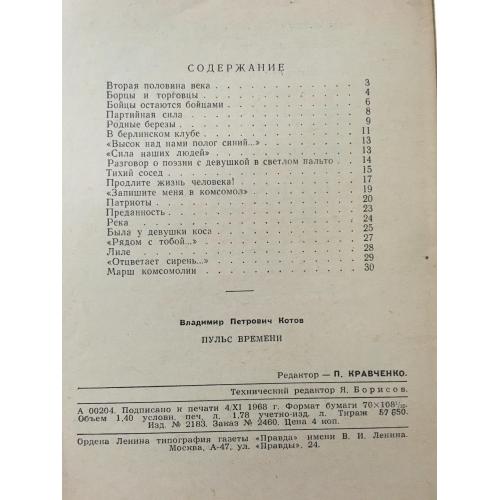 СОДЕРЖАНИЕ
Вторая половина века . . . . . . . . . . 3
Борцы и торговцы . . . . . . . . . . 4
Бойцы остаются бойцами . . . . . . . . . . 6
Партийная сила . . . . . . . . . . 8
Родные березы . . . . . . . . . . 9
В берлинском клубе . . . . . . . . . . 11
«Высок над нами полог синий...» . . . . . . . . 13
«Сила наших людей» . . . . . . . . . . 13
Разговор о поэзии с девушкой в светлом пальто . . . 14
Тихий сосед . . . . . . . . . . 15
Продлите жизнь человека! . . . . . . . . . . 17
«Запишите меня в комсомол» . . . . . . . . . 19
Патриоты . . . . . . . . . . 20
Преданность . . . . . . . . . . 23
Река . . . . . . . . . . 24
Была у девушки коса . . . . . . . . . . 25
«Рядом с тобой...» . . . . . . . . . . 27
Лиле . . . . . . . . . . 28
«Отцветает сирень...» . . . . . . . . . . 29
Марш комсомолии . . . . . . . . . . 30
Владимир Петрович Котов
ПУЛЬС ВРЕМЕНИ
Редактор — П. КРАВЧЕНКО.
Технический редактор Я. Борисов.
А 00204. Подписано к печати 4/XI 1968 г. Формат бумаги 70×108¹/₃₂.
Объем 1,40 условн. печ. л. 1,78 учетно-изд. л. Тираж 57 650.
Изд. № 2183. Заказ № 2460. Цена 4 коп.
Ордена Ленина типография газеты «Правда» имени В. И. Ленина.
Москва, А-47, ул. «Правды», 24.